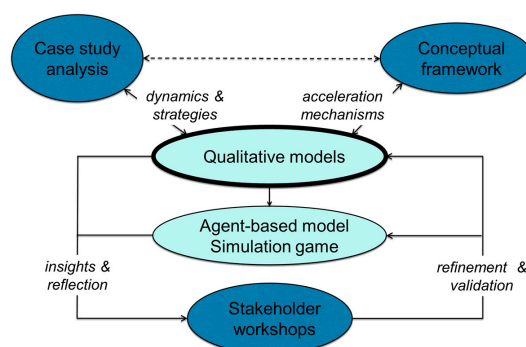 Case study
analysis
Conceptual
framework
dynamics &
strategies
acceleration
mechanisms
Qualitative models
Agent-based model
Simulation game
insights &
reflection
refinement &
validation
Stakeholder
workshops